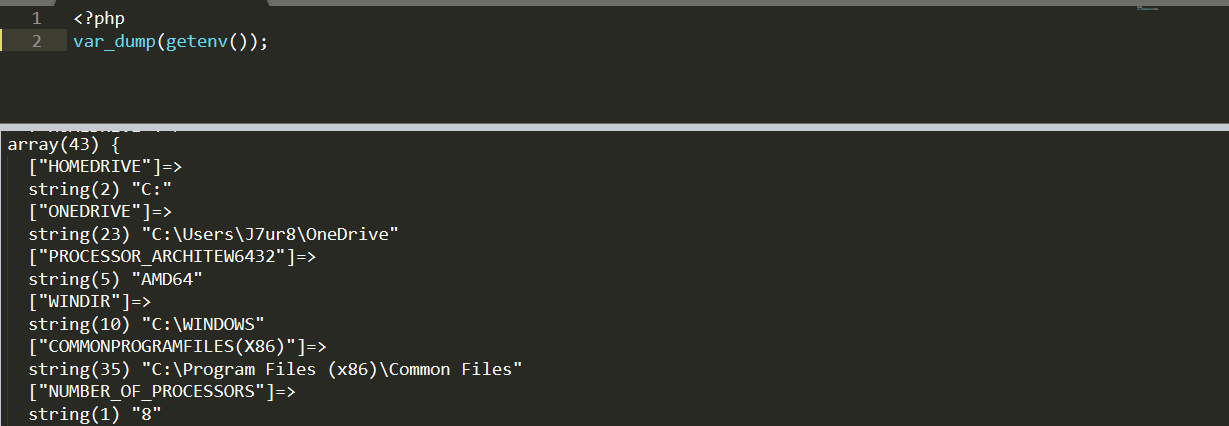 1 <?php
2 var_dump(getenv());
array(43) {
["HOMEDRIVE"]=>
string(2) "C:"
["ONEDRIVE"]=>
string(23) "C:\Users\J7ur8\OneDrive"
["PROCESSOR_ARCHITEW6432"]=>
string(5) "AMD64"
["WINDIR"]=>
string(10) "C:\WINDOWS"
["COMMONPROGRAMFILES(X86)"]=>
string(35) "C:\Program Files (x86)\Common Files"
["NUMBER_OF_PROCESSORS"]=>
string(1) "8"